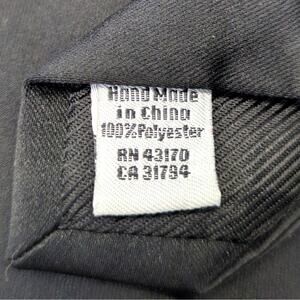 Hand Made
in China
100%Polyester
RN 43170
CA 31794